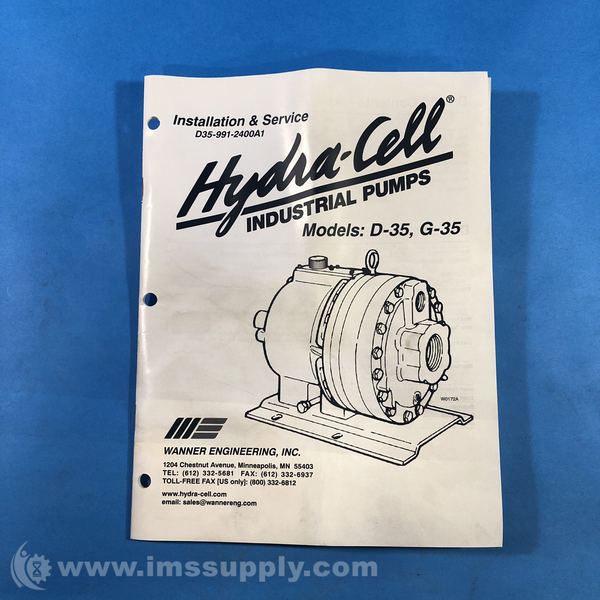 Installation & Service
D35-991-2400A1
Hydra-Cell®
INDUSTRIAL PUMPS
Models: D-35, G-35
W0172A
WANNER ENGINEERING, INC.
1204 Chestnut Avenue, Minneapolis, MN 55403
TEL: (612) 332-5681 FAX: (612) 332-6937
TOLL-FREE FAX [US only]: (800) 332-6812
www.hydra-cell.com
email: sales@wannereng.com
www.imssupply.com